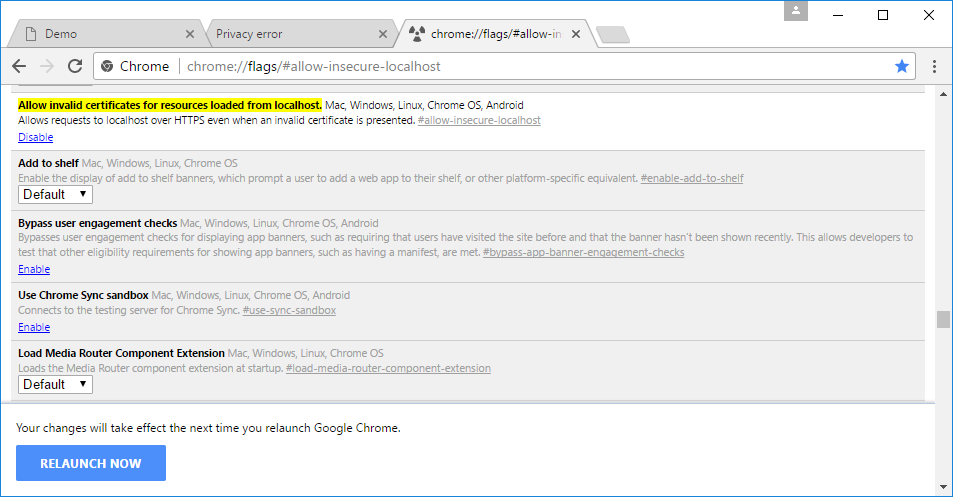 Demo
Privacy error
chrome://flags/#allow-in
Chrome
chrome://flags/#allow-insecure-localhost
Allow invalid certificates for resources loaded from localhost. Mac, Windows, Linux, Chrome OS, Android
Allows requests to localhost over HTTPS even when an invalid certificate is presented. #allow-insecure-localhost
Disable
Add to shelf Mac, Windows, Linux, Chrome OS
Enable the display of add to shelf banners, which prompt a user to add a web app to their shelf, or other platform-specific equivalent. #enable-add-to-shelf
Default
Bypass user engagement checks Mac, Windows, Linux, Chrome OS, Android
Bypasses user engagement checks for displaying app banners, such as requiring that users have visited the site before and that the banner hasn't been shown recently. This allows developers to
test that other eligibility requirements for showing app banners, such as having a manifest, are met. #bypass-app-banner-engagement-checks
Enable
Use Chrome Sync sandbox Mac, Windows, Linux, Chrome OS, Android
Connects to the testing server for Chrome Sync. #use-sync-sandbox
Enable
Load Media Router Component Extension Mac, Windows, Linux, Chrome OS
Loads the Media Router component extension at startup. #load-media-router-component-extension
Default
Your changes will take effect the next time you relaunch Google Chrome.
RELAUNCH NOW